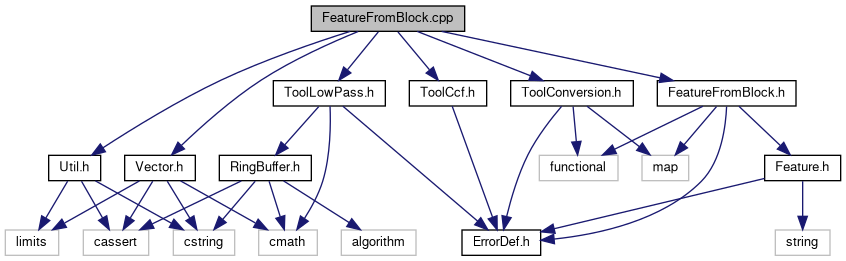 FeatureFromBlock.cpp
ToolLowPass.h
ToolCcf.h
ToolConversion.h
FeatureFromBlock.h
Util.h
Vector.h
RingBuffer.h
functional
map
Feature.h
limits
cassert
cstring
cmath
algorithm
ErrorDef.h
string